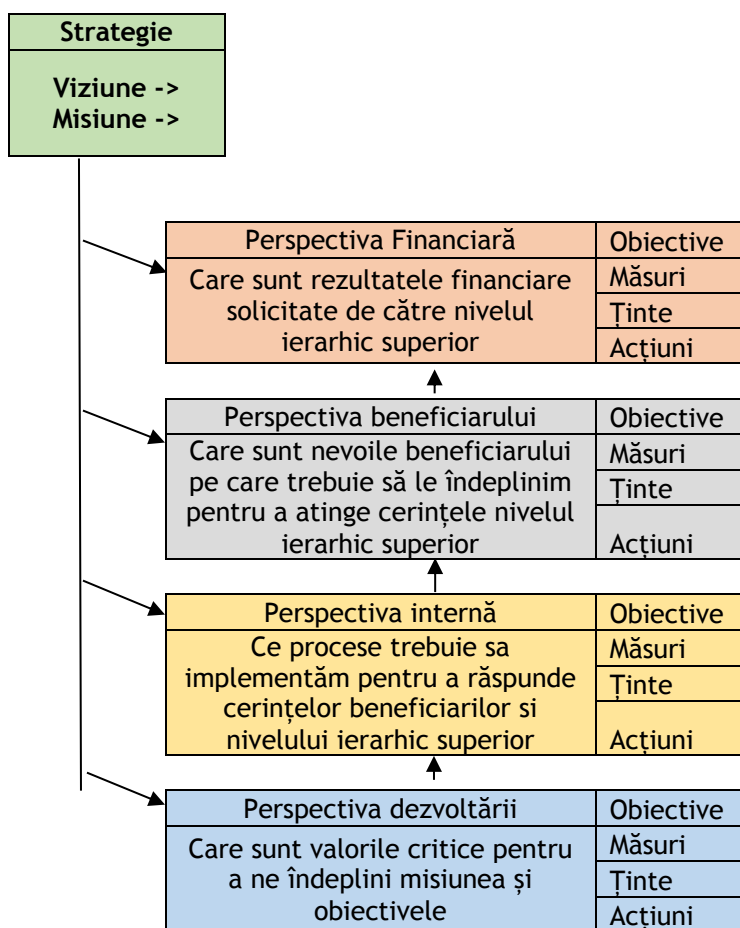 Strategie
Viziune ->
Misiune ->
Perspectiva Financiară
Obiective
Care sunt rezultatele financiare
solicitate de către nivelul
ierarhic superior
Măsuri
Ținte
Acțiuni
Perspectiva beneficiarului
Obiective
Care sunt nevoile beneficiarului
pe care trebuie să le îndeplinim
pentru a atinge cerințele nivelul
ierarhic superior
Măsuri
Ținte
Acțiuni
Perspectiva internă
Obiective
Ce procese trebuie sa
implementăm pentru a răspunde
cerințelor beneficiarilor si
nivelului ierarhic superior
Măsuri
Ținte
Acțiuni
Perspectiva dezvoltării
Obiective
Care sunt valorile critice pentru
a ne îndeplini misiunea și
obiectivele
Măsuri
Ținte
Acțiuni